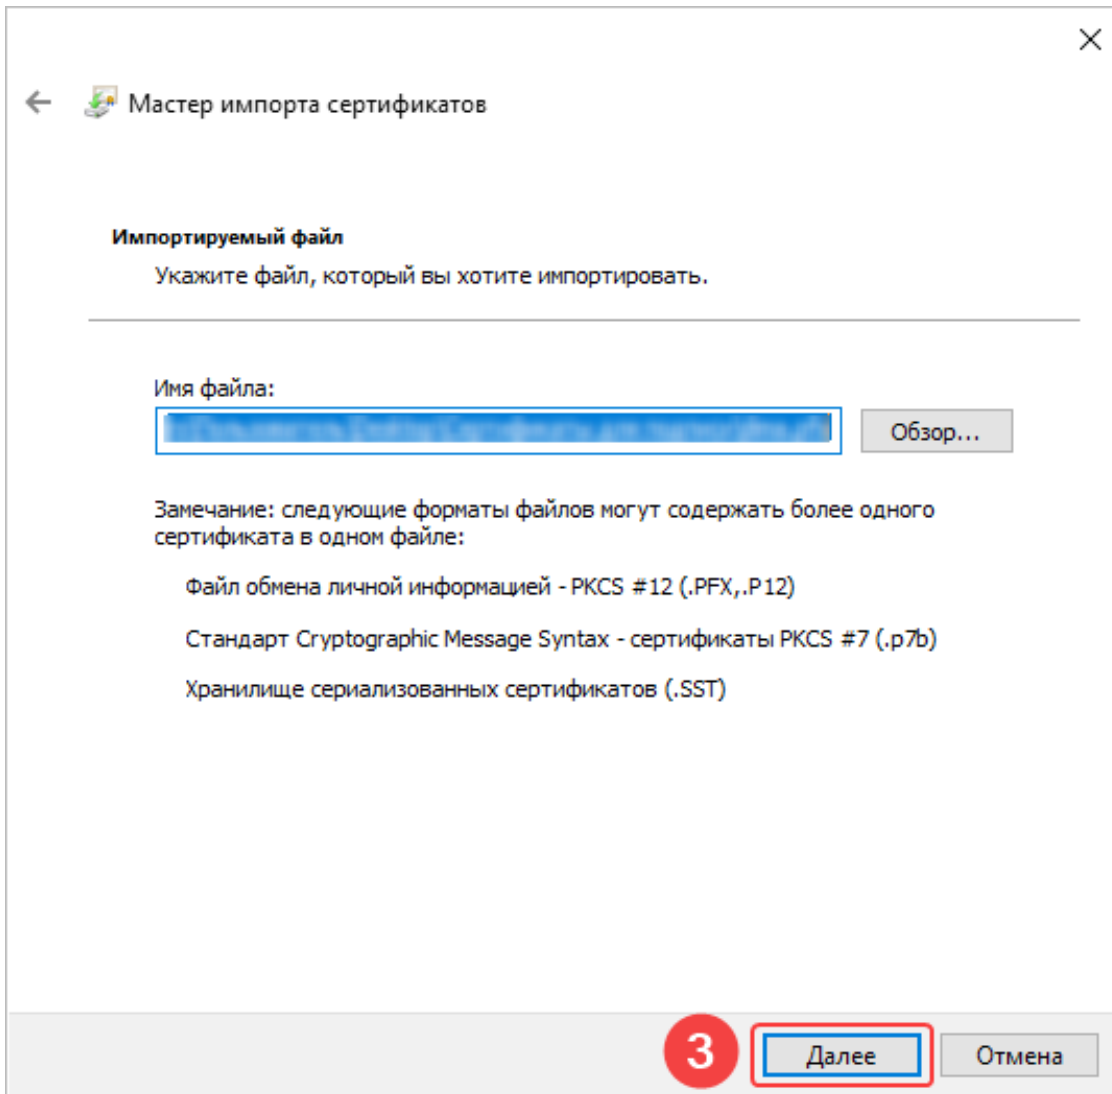 Мастер импорта сертификатов
Импортируемый файл
Укажите файл, который вы хотите импортировать.
Имя файла:
Обзор...
Замечание: следующие форматы файлов могут содержать более одного
сертификата в одном файле:
Файл обмена личной информацией - PKCS #12 (.PFX,.P12)
Стандарт Cryptographic Message Syntax - сертификаты PKCS #7 (.p7b)
Хранилище сериализованных сертификатов (.SST)
3 Далее Отмена